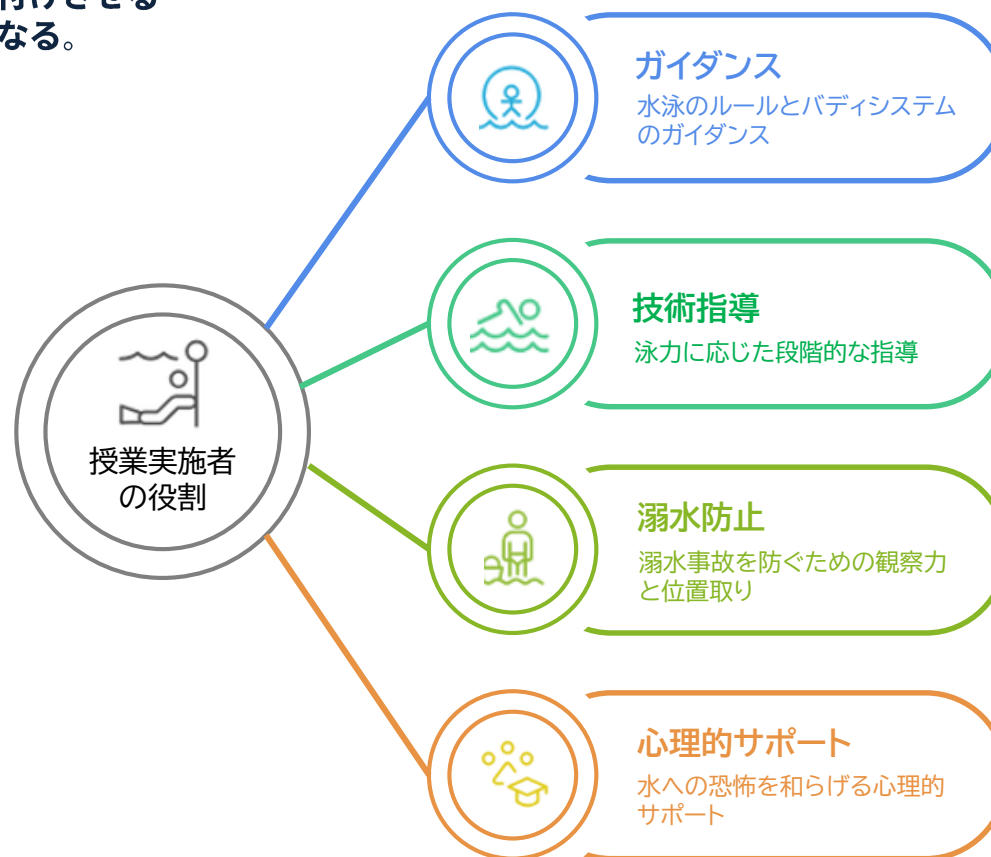 付けさせる
なる。
ガイダンス
水泳のルールとバディシステム
のガイダンス
技術指導
泳力に応じた段階的な指導
授業実施者
の役割
溺水防止
溺水事故を防ぐための観察力
と位置取り
心理的サポート
水への恐怖を和らげる心理的
サポート